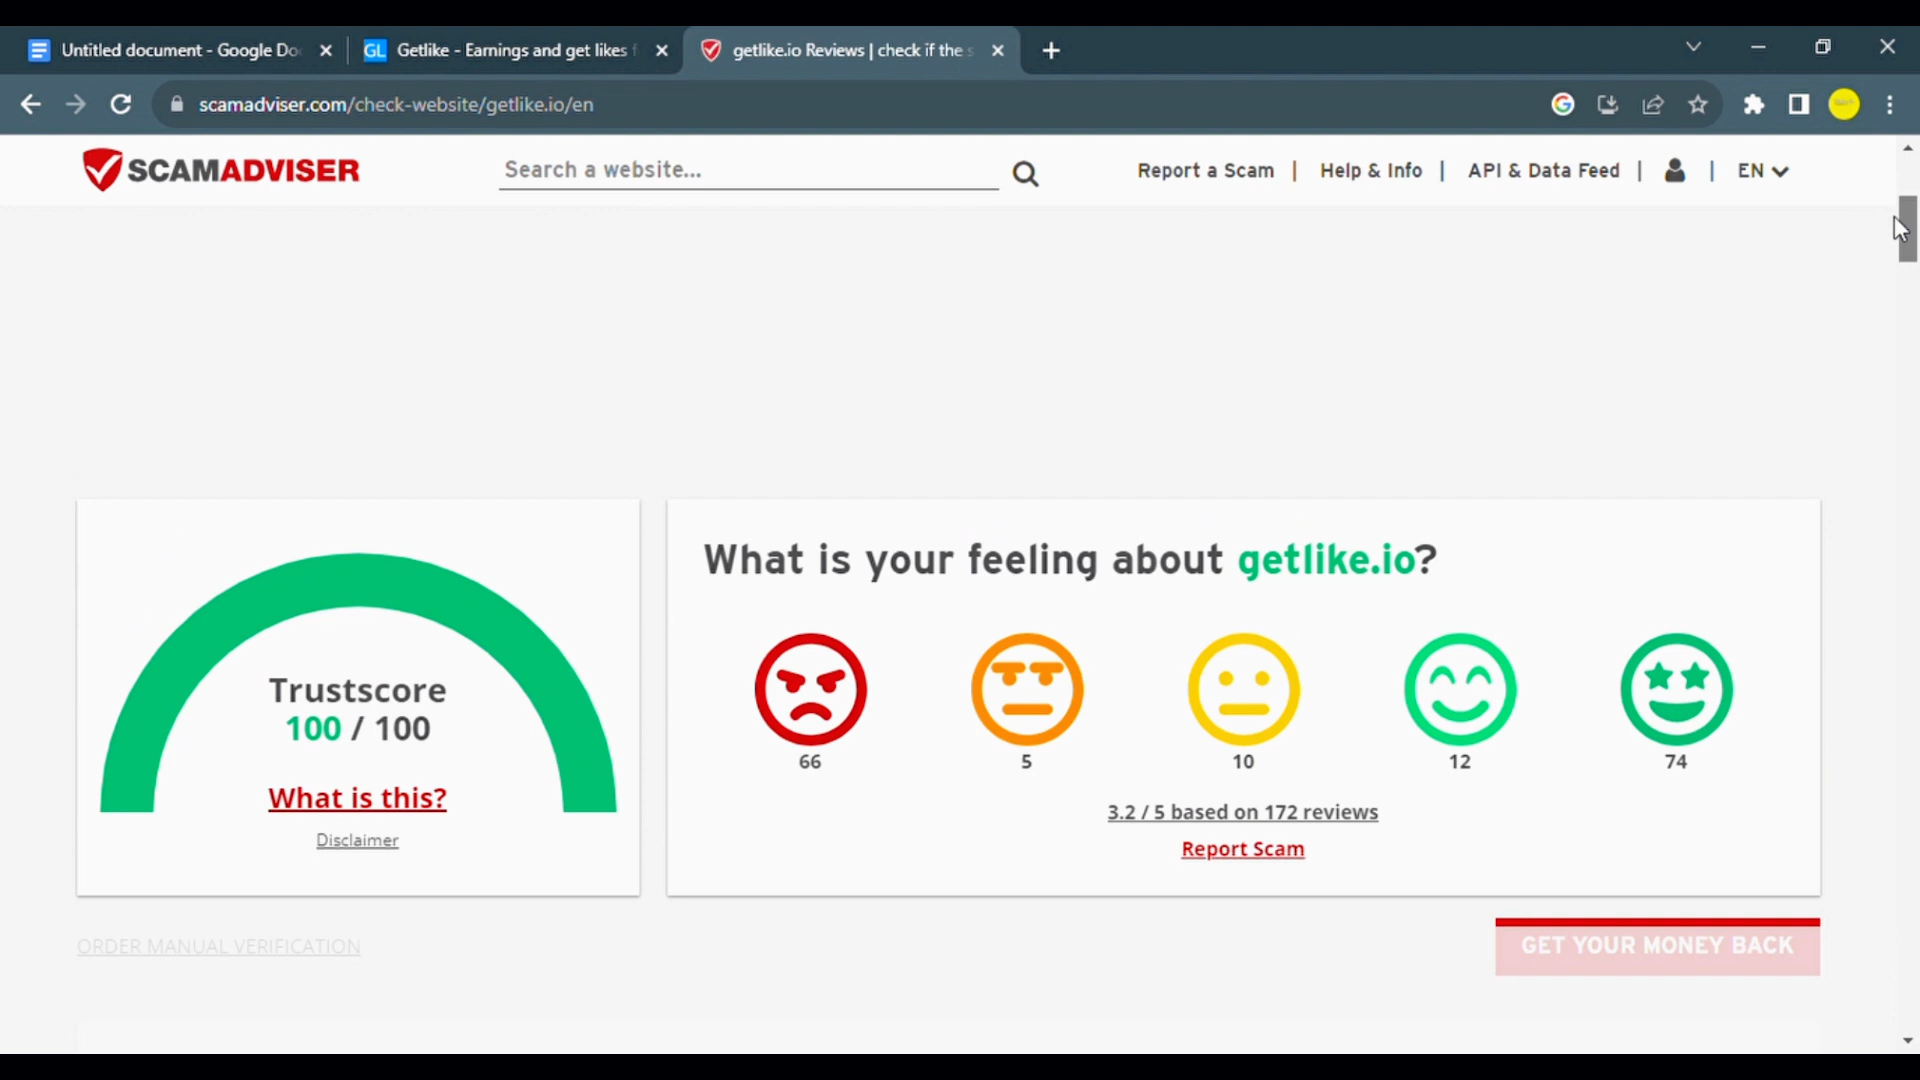 Untitled document - Google Do
GL Getlike - Earnings and get likes f
getlike.io Reviews | check if the s
scamadviser.com/check-website/getlike.io/en
SCAMADVISER
Search a website...
Report a Scam | Help & Info | API & Data Feed | | EN
Trustscore
100 / 100
What is this?
Disclaimer
What is your feeling about getlike.io?
66 5 10 12 74
3.2 / 5 based on 172 reviews
Report Scam
ORDER MANUAL VERIFICATION
GET YOUR MONEY BACK